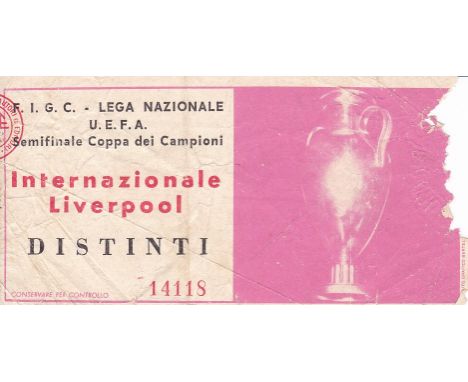 F. I. G. C. - LEGA NAZIONALE
U. E. F. A.
Semifinale Coppa dei Campioni
Internazionale
Liverpool
DISTINTI
14118
CONSERVARE PER CONTROLLO